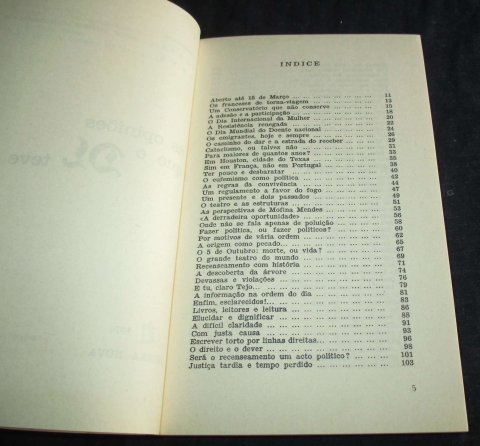 ÍNDICE
Aberto até 15 de Março ... 11
Os franceses de torna-viagem ... 13
Um Conservatório que não conserva ... 15
A adesão e a participação ... 18
O Dia Internacional da Mulher ... 20
A Resistência renegada ... 22
O Dia Mundial do Doente nacional ... 24
Os emigrantes, hoje e sempre ... 26
O caminho do dar e a estrada do receber ... 29
Cataclismo, ou talvez não ... 31
Para maiores de quantos anos? ... 33
Em Houston, cidade do Texas ... 35
Sim em França, não em Portugal ... 38
Ter pouco e desbaratar ... 40
O eufemismo como política ... 42
As regras da convivência ... 44
Um regulamento a favor do fogo ... 47
Um presente e dois passados ... 49
O teatro e as estruturas ... 51
As perspectivas de Mofina Mendes ... 53
«A derradeira oportunidade» ... 56
Onde não se fala apenas de poluição ... 58
Fazer política, ou fazer políticos? ... 60
Por motivos de vária ordem ... 62
A origem como pecado... ... 65
O 5 de Outubro: morte, ou vida? ... 67
O grande teatro do mundo ... 69
Recenseamento com história ... 71
A descoberta da árvore ... 74
Devassas e violações ... 76
E tu, claro Tejo... ... 79
A informação na ordem do dia ... 81
Enfim, esclarecidos!... ... 83
Livros, leitores e leitura ... 86
Elucidar e dignificar ... 88
A difícil claridade ... 91
Com justa causa ... 93
Escrever torto por linhas direitas... ... 96
O direito e o dever ... 98
Será o recenseamento um acto político? ... 101
Justiça tardia e tempo perdido ... 103
5